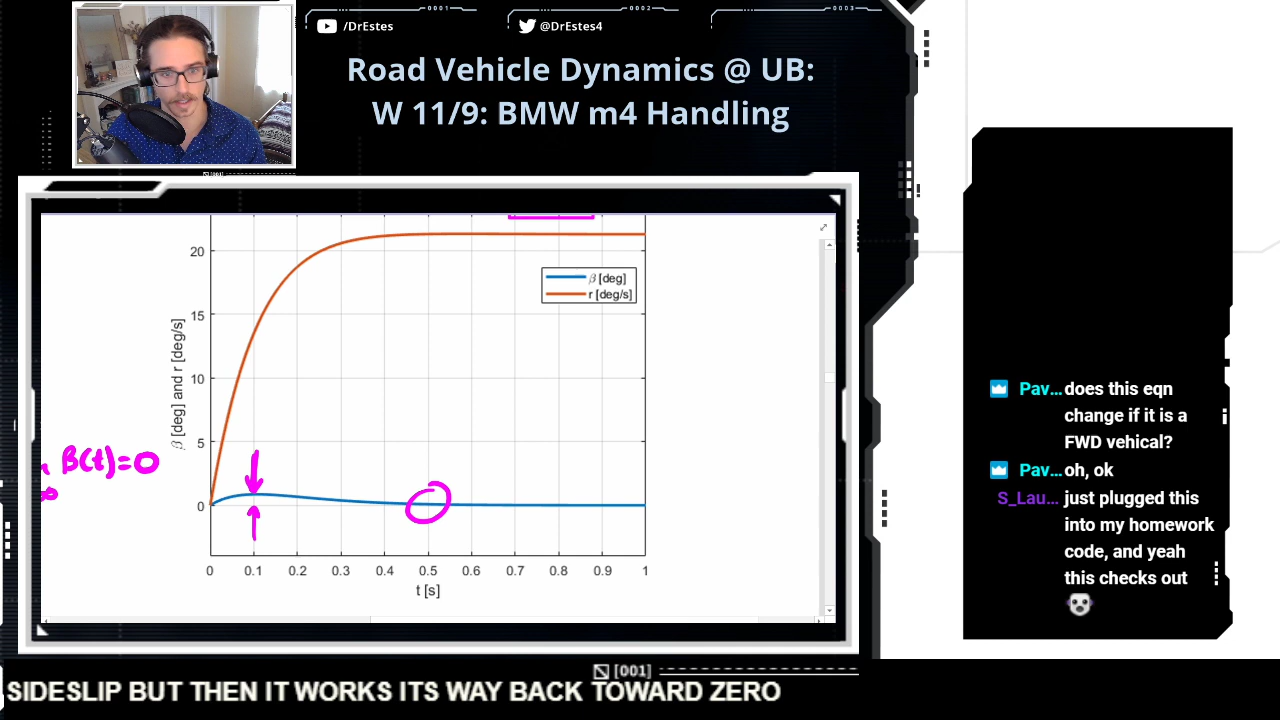 0001
0002
0003
/DrEstes
@DrEstes4
Road Vehicle Dynamics @ UB:
W 11/9: BMW m4 Handling
[001]
20
15
10
5
0
β [deg] and r [deg/s]
β [deg]
r [deg/s]
β(t)=0
∞
0 0.1 0.2 0.3 0.4 0.5 0.6 0.7 0.8 0.9 1
t [s]
Pav... does this eqn
change if it is a
FWD vehical?
Pav... oh, ok
S_Lau... just plugged this
into my homework
code, and yeah
this checks out
[001]
SIDESLIP BUT THEN IT WORKS ITS WAY BACK TOWARD ZERO